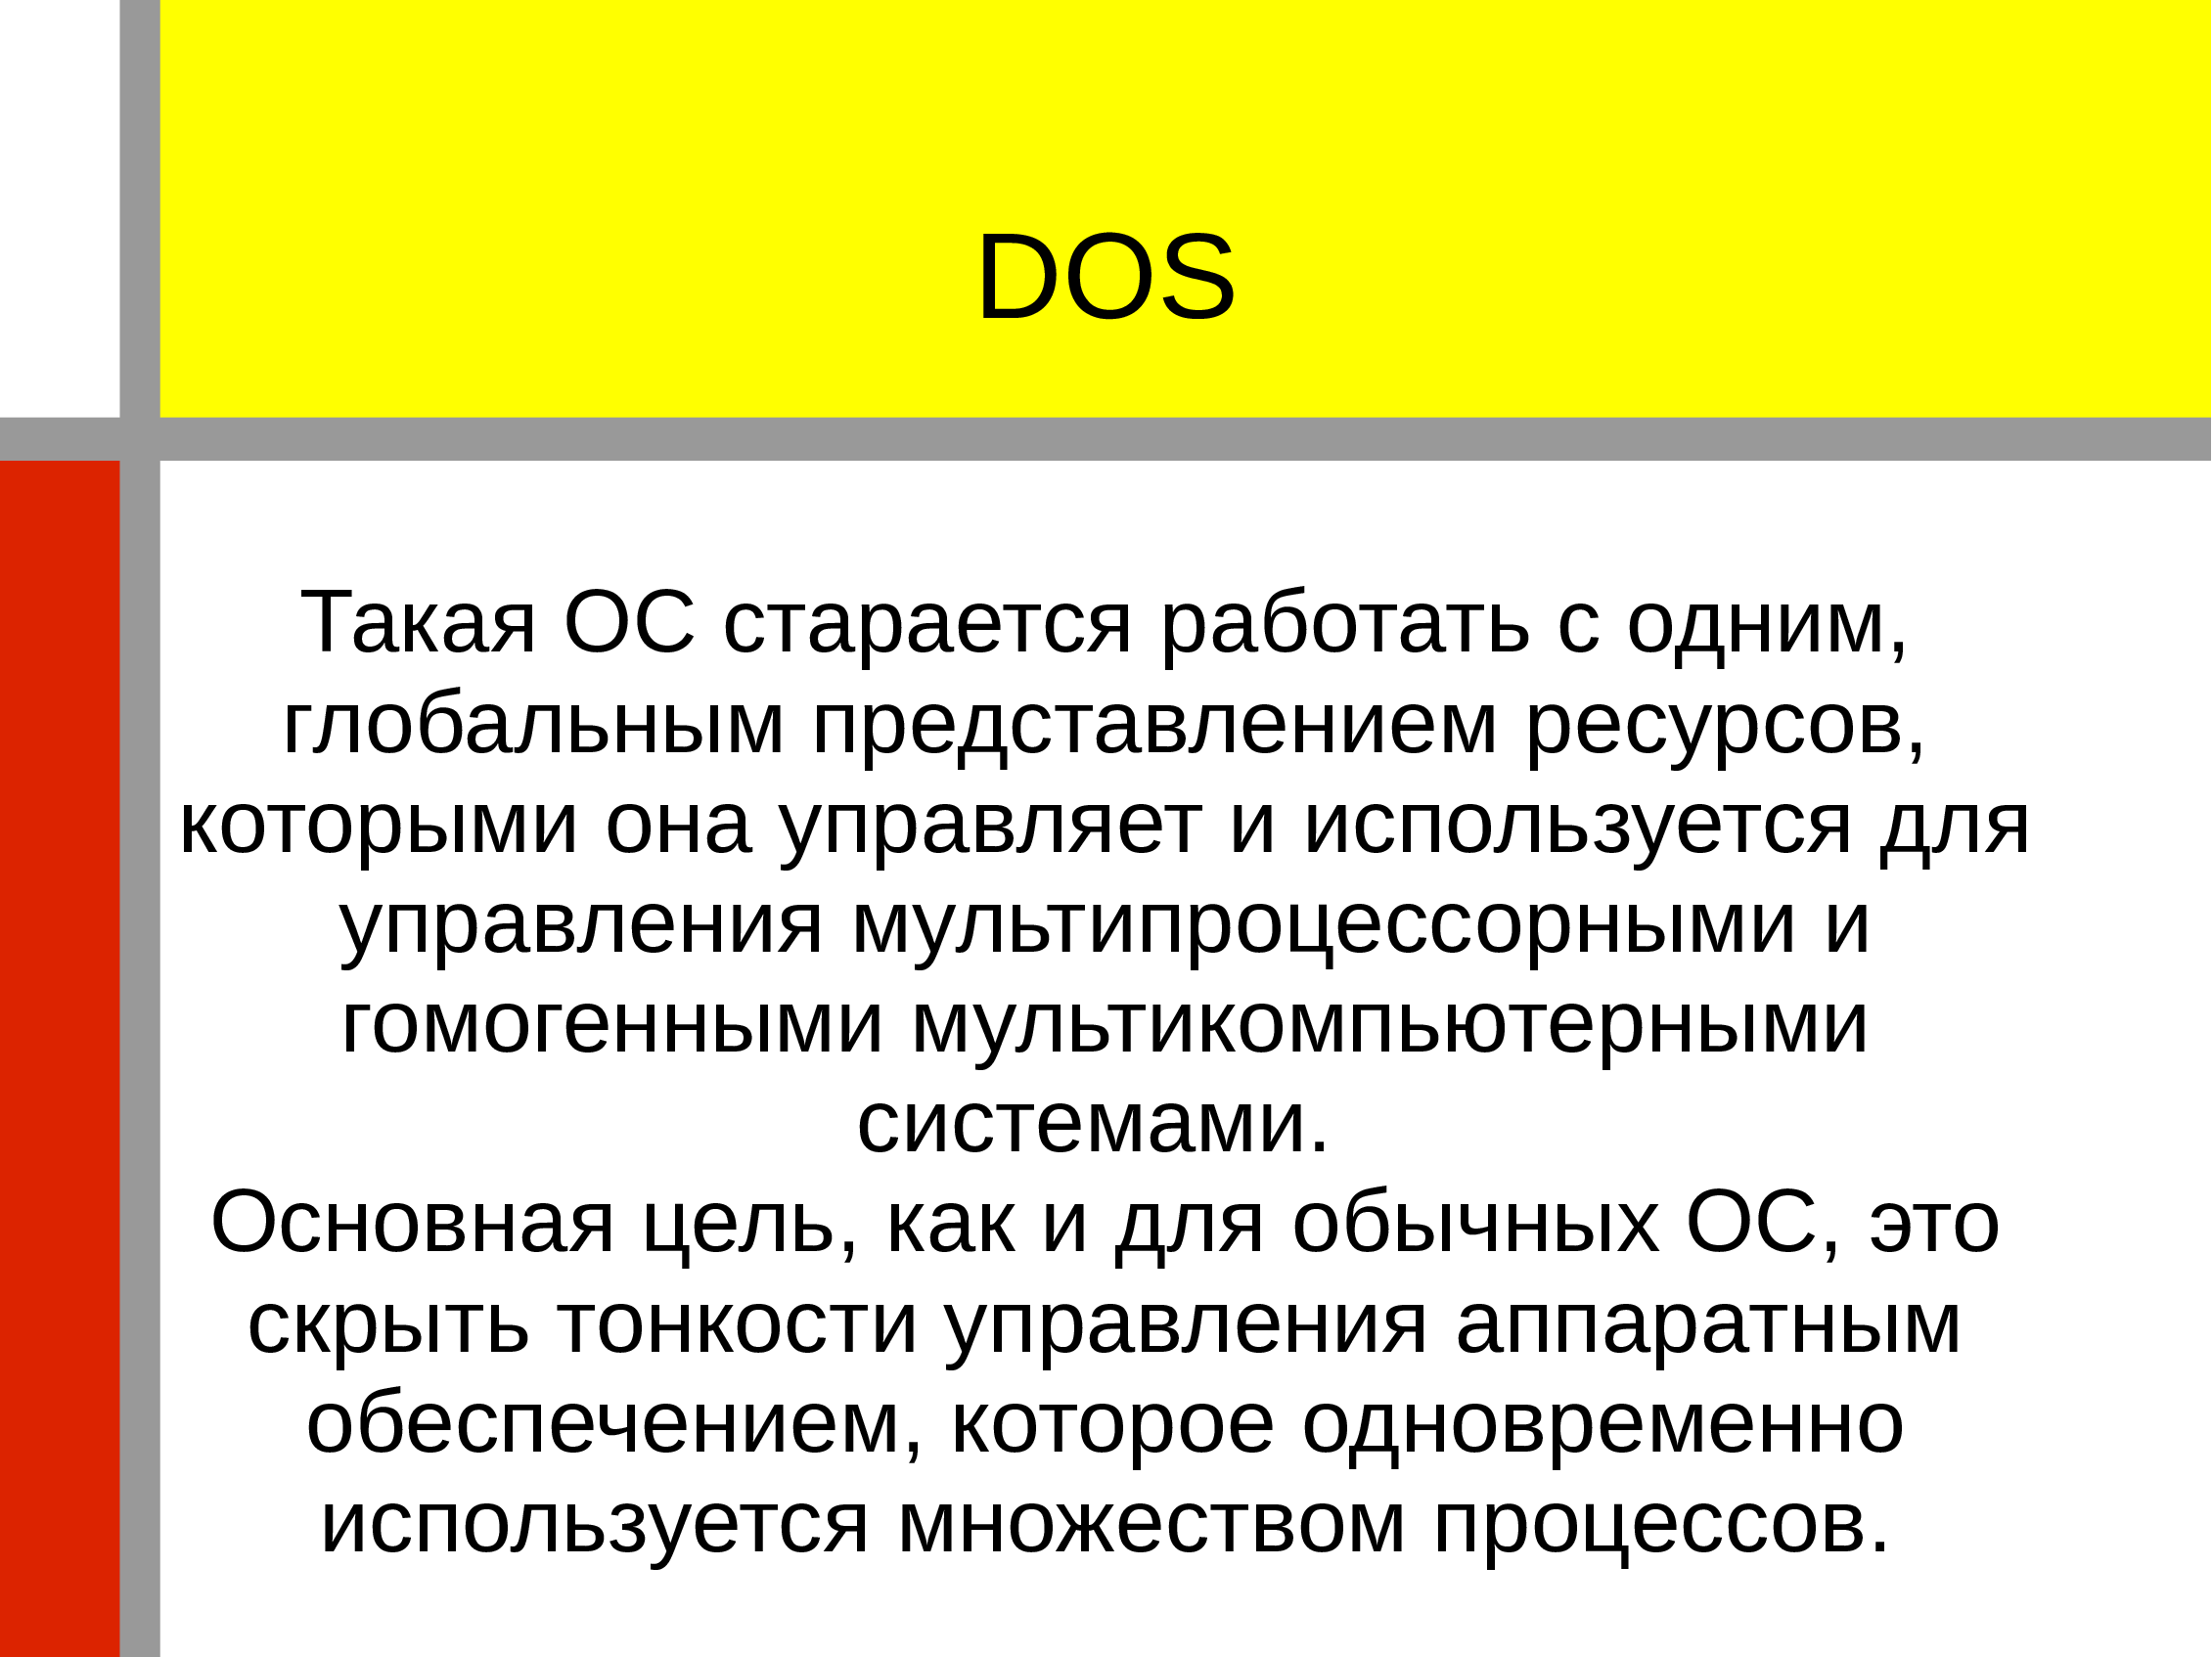 DOS
Такая ОС старается работать с одним,
глобальным представлением ресурсов,
которыми она управляет и используется для
управления мультипроцессорными и
гомогенными мультикомпьютерными
системами.
Основная цель, как и для обычных ОС, это
скрыть тонкости управления аппаратным
обеспечением, которое одновременно
используется множеством процессов.